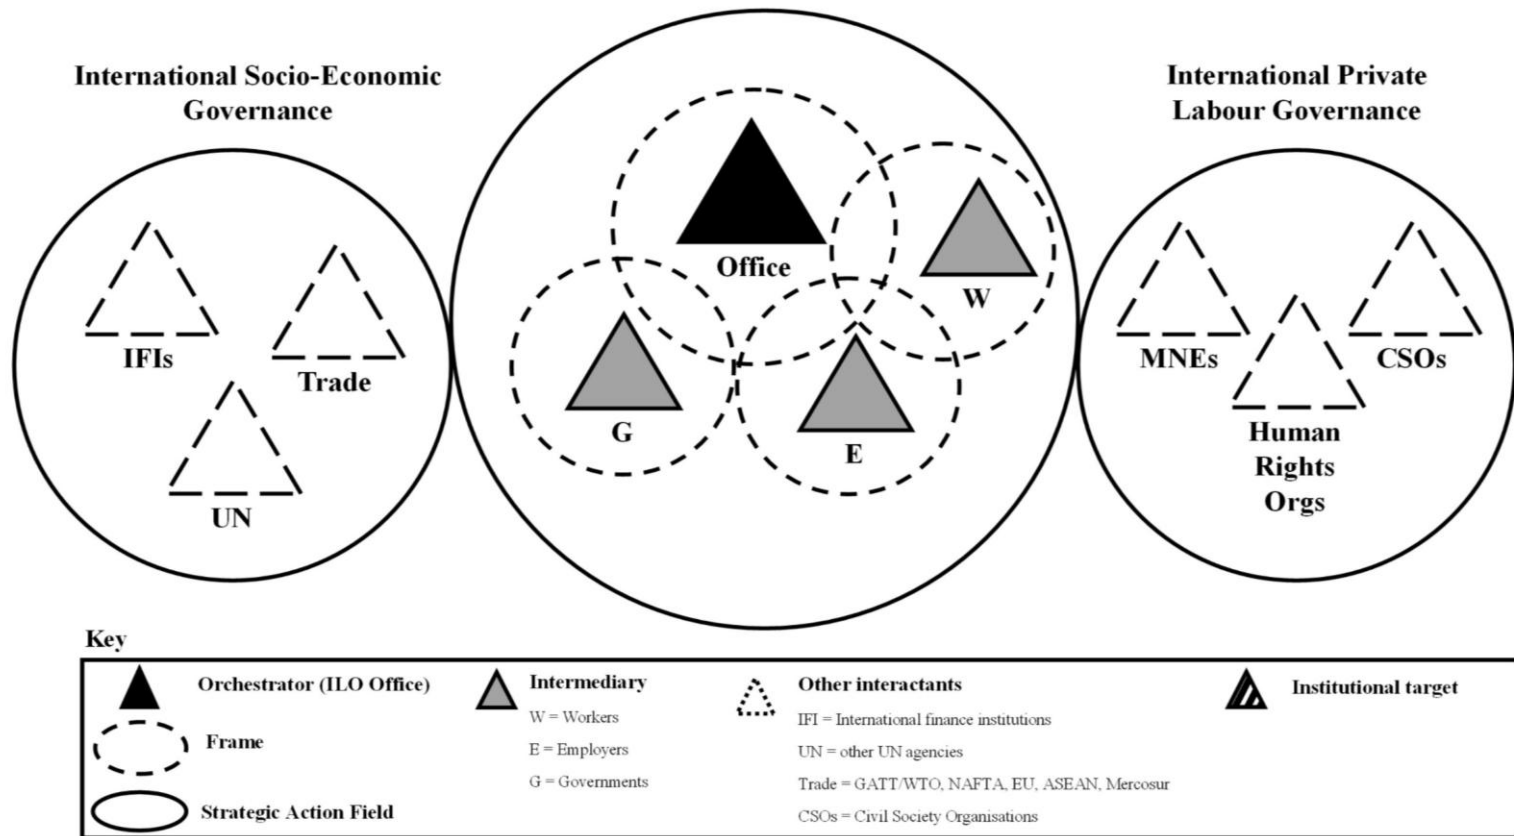 International Socio-Economic
Governance
International Private
Labour Governance
Office
W
G
E
IFIs
Trade
UN
MNEs
CSOs
Human
Rights
Orgs
Key
Orchestrator (ILO Office)
Frame
Strategic Action Field
Intermediary
W = Workers
E = Employers
G = Governments
Other interactants
IFI = International finance institutions
UN = other UN agencies
Trade = GATT/WTO, NAFTA, EU, ASEAN, Mercosur
CSOs = Civil Society Organisations
Institutional target